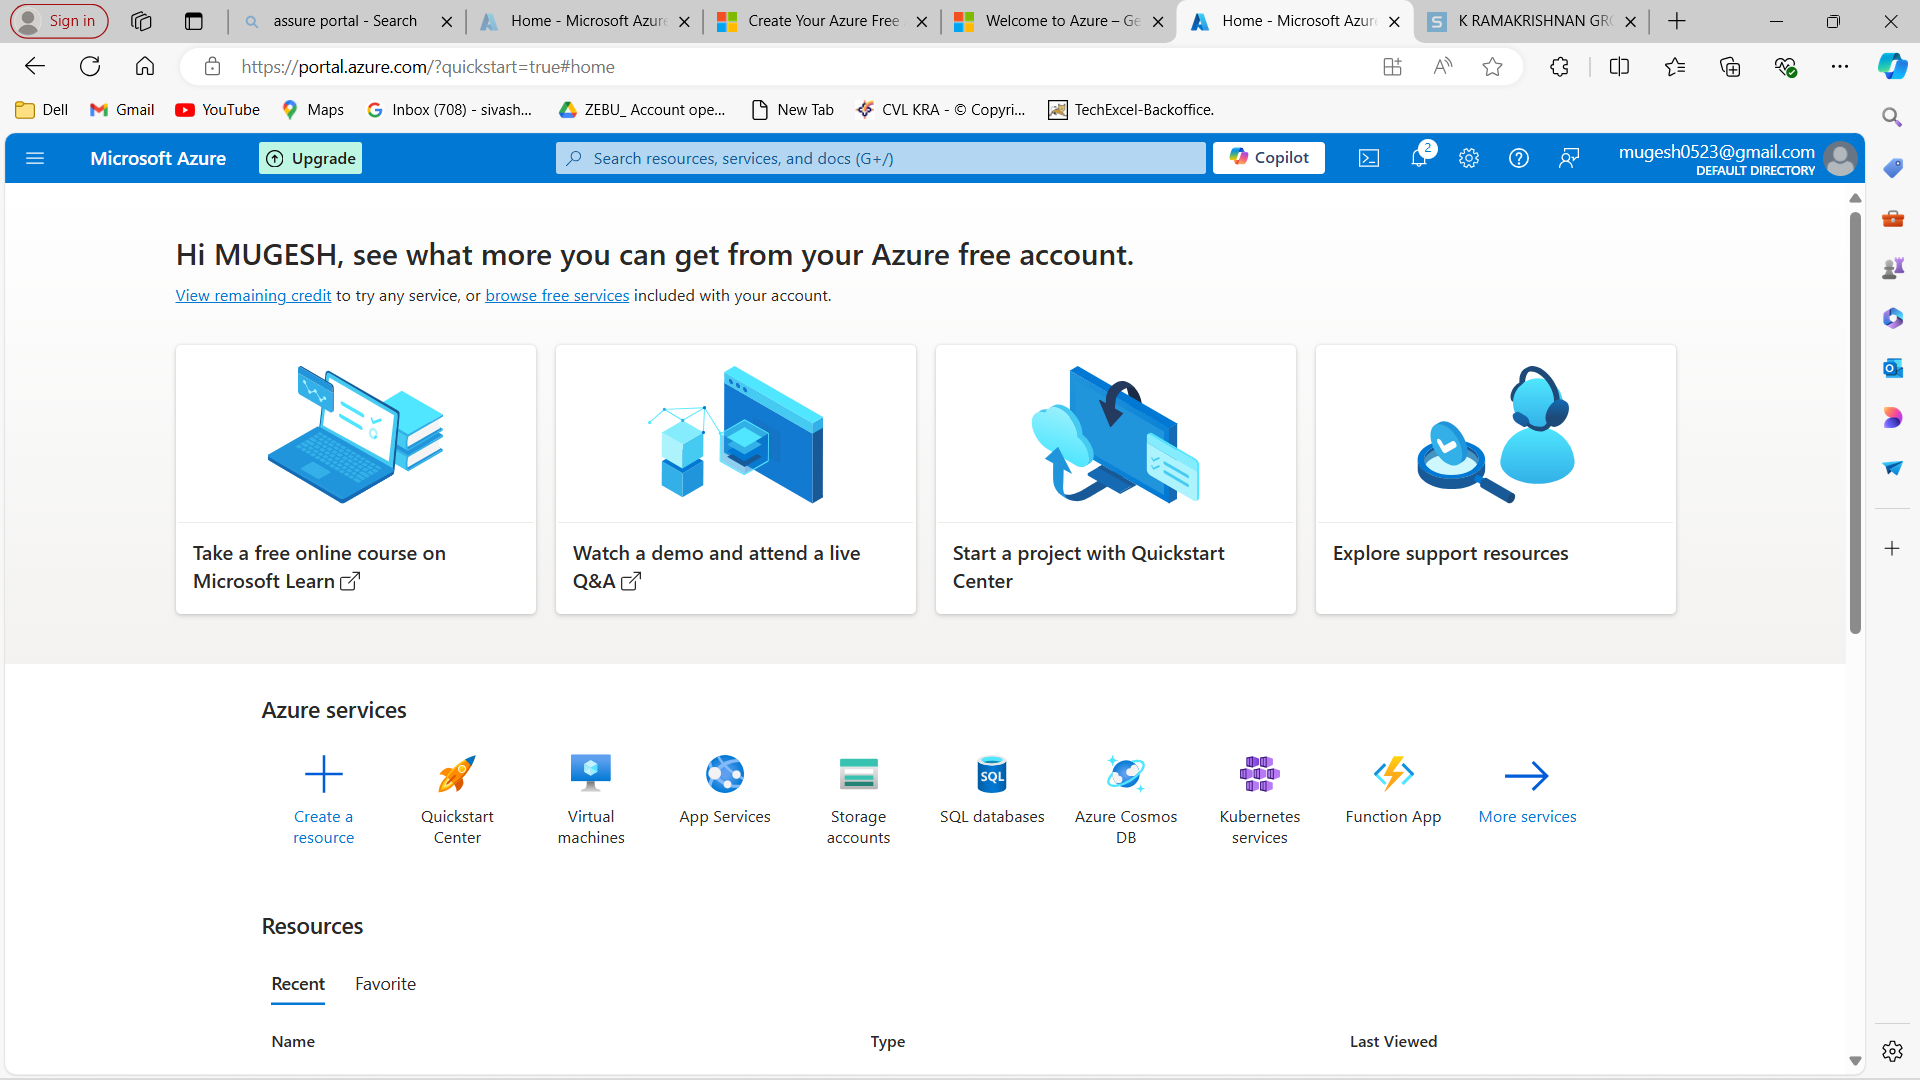 Sign in
assure portal - Search
Home - Microsoft Azure
Create Your Azure Free
Welcome to Azure – Ge
Home - Microsoft Azure
K RAMAKRISHNAN GRO
https://portal.azure.com/?quickstart=true#home
Dell
Gmail
YouTube
Maps
Inbox (708) - sivash...
ZEBU_ Account ope...
New Tab
CVL KRA - © Copyri...
TechExcel-Backoffice.
Microsoft Azure
Upgrade
Search resources, services, and docs (G+/)
Copilot
2
mugesh0523@gmail.com
DEFAULT DIRECTORY
Hi MUGESH, see what more you can get from your Azure free account.
View remaining credit to try any service, or browse free services included with your account.
Take a free online course on
Microsoft Learn
Watch a demo and attend a live
Q&A
Start a project with Quickstart
Center
Explore support resources
Azure services
Create a
resource
Quickstart
Center
Virtual
machines
App Services
Storage
accounts
SQL
SQL databases
Azure Cosmos
DB
Kubernetes
services
Function App
More services
Resources
Recent
Favorite
Name
Type
Last Viewed